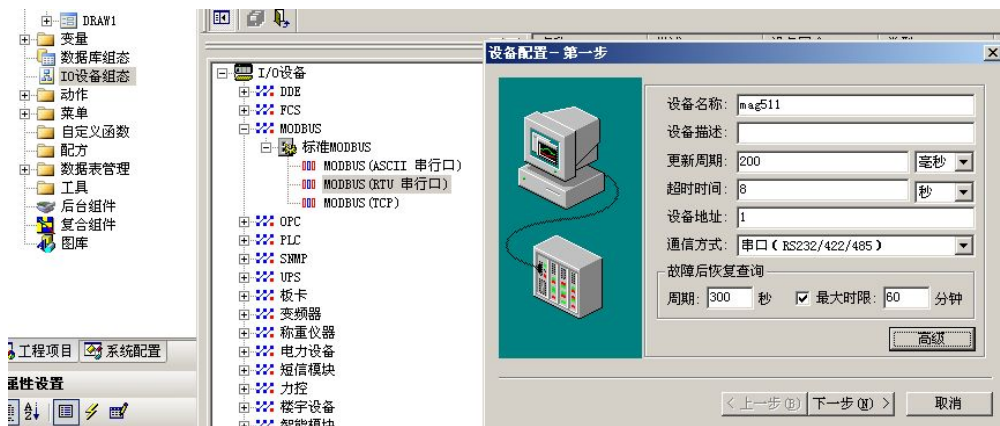 DRAW1
变量
数据库组态
IO设备组态
动作
菜单
自定义函数
配方
数据表管理
工具
后台组件
复合组件
图库
工程项目
系统配置
属性设置
I/O设备
DDE
FCS
MODBUS
标准MODBUS
MODBUS(ASCII 串行口)
MODBUS(RTU 串行口)
MODBUS(TCP)
OPC
PLC
SNMP
UPS
板卡
变频器
称重仪器
电力设备
短信模块
力控
楼宇设备
智能模块
设备配置－第一步
设备名称: mag511
设备描述:
更新周期: 200 毫秒
超时时间: 8 秒
设备地址: 1
通信方式: 串口(RS232/422/485)
故障后恢复查询
周期: 300 秒 最大时限: 60 分钟
高级
< 上一步(B) 下一步(N) > 取消